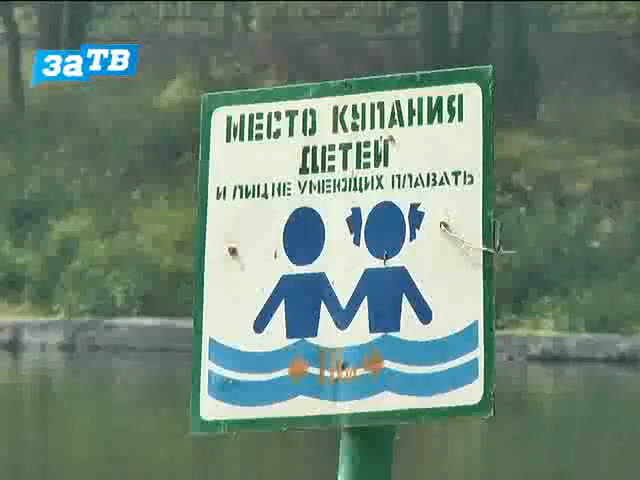 заТВ
МЕСТО КУПАНИЯ
ДЕТЕЙ
И ЛИЦ НЕ УМЕЮЩИХ ПЛАВАТЬ